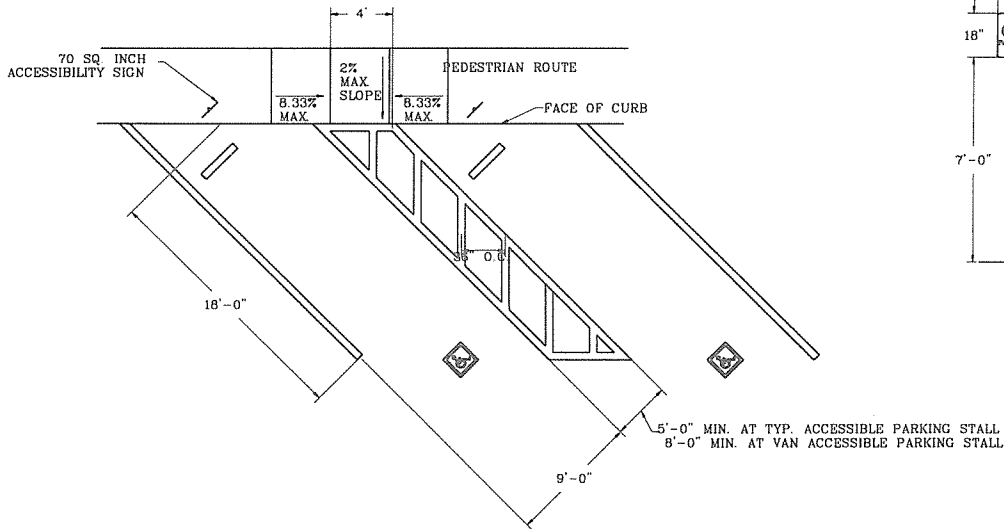 4'
70 SQ. INCH
ACCESSIBILITY SIGN
2%
MAX.
SLOPE
PEDESTRIAN ROUTE
8.33%
MAX.
8.33%
MAX.
FACE OF CURB
18"
7'-0"
36" O.C.
18'-0"
5'-0" MIN. AT TYP. ACCESSIBLE PARKING STALL
8'-0" MIN. AT VAN ACCESSIBLE PARKING STALL
9'-0"